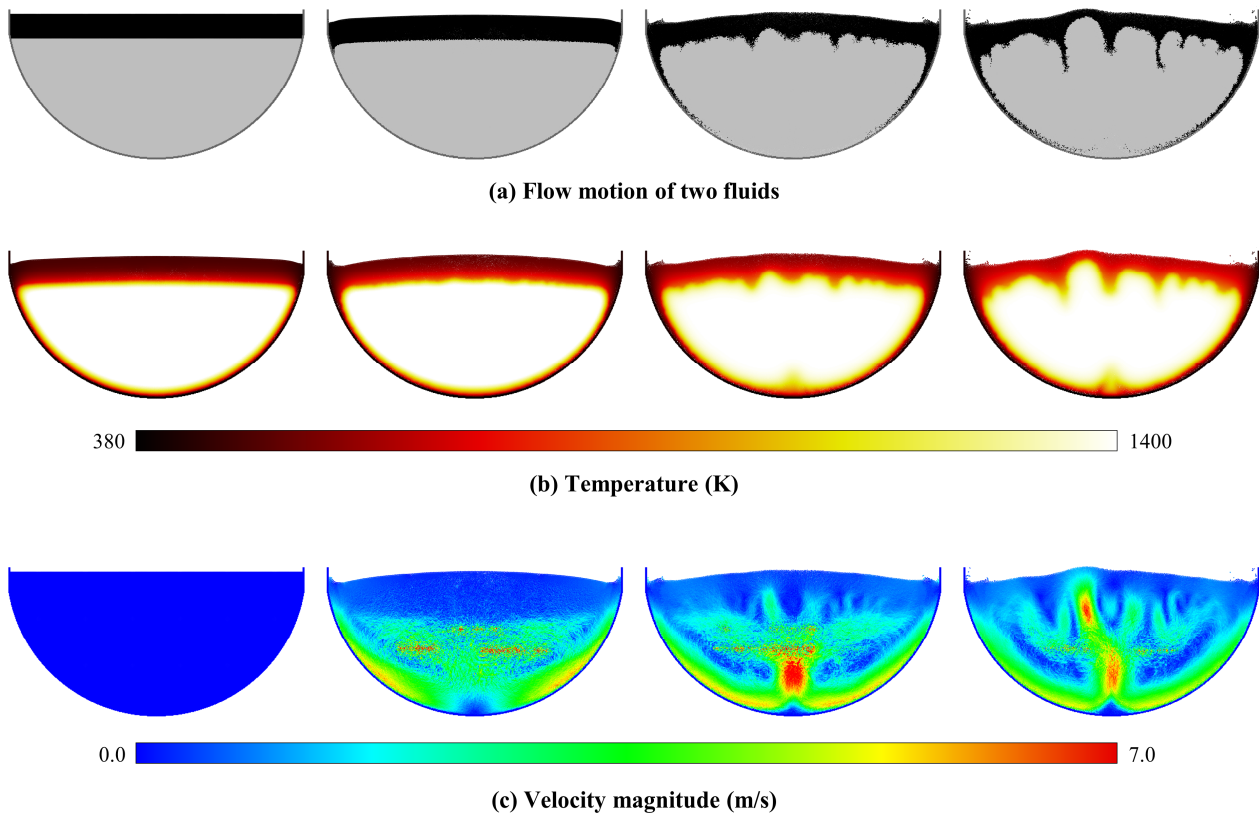 (a) Flow motion of two fluids
380
1400
(b) Temperature (K)
0.0
7.0
(c) Velocity magnitude (m/s)